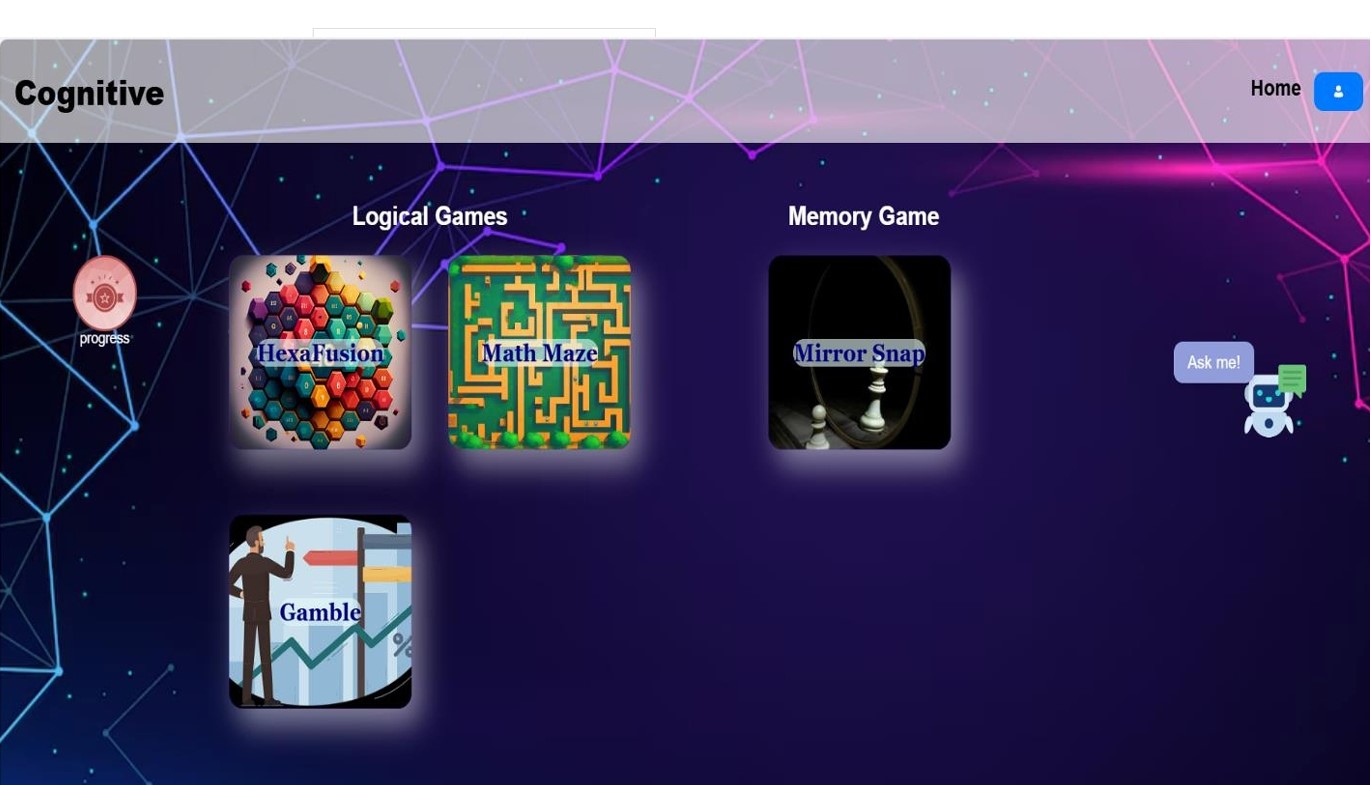 Cognitive
Home
Logical Games
Memory Game
progress
HexaFusion
Math Maze
Mirror Snap
Ask me!
Gamble
%